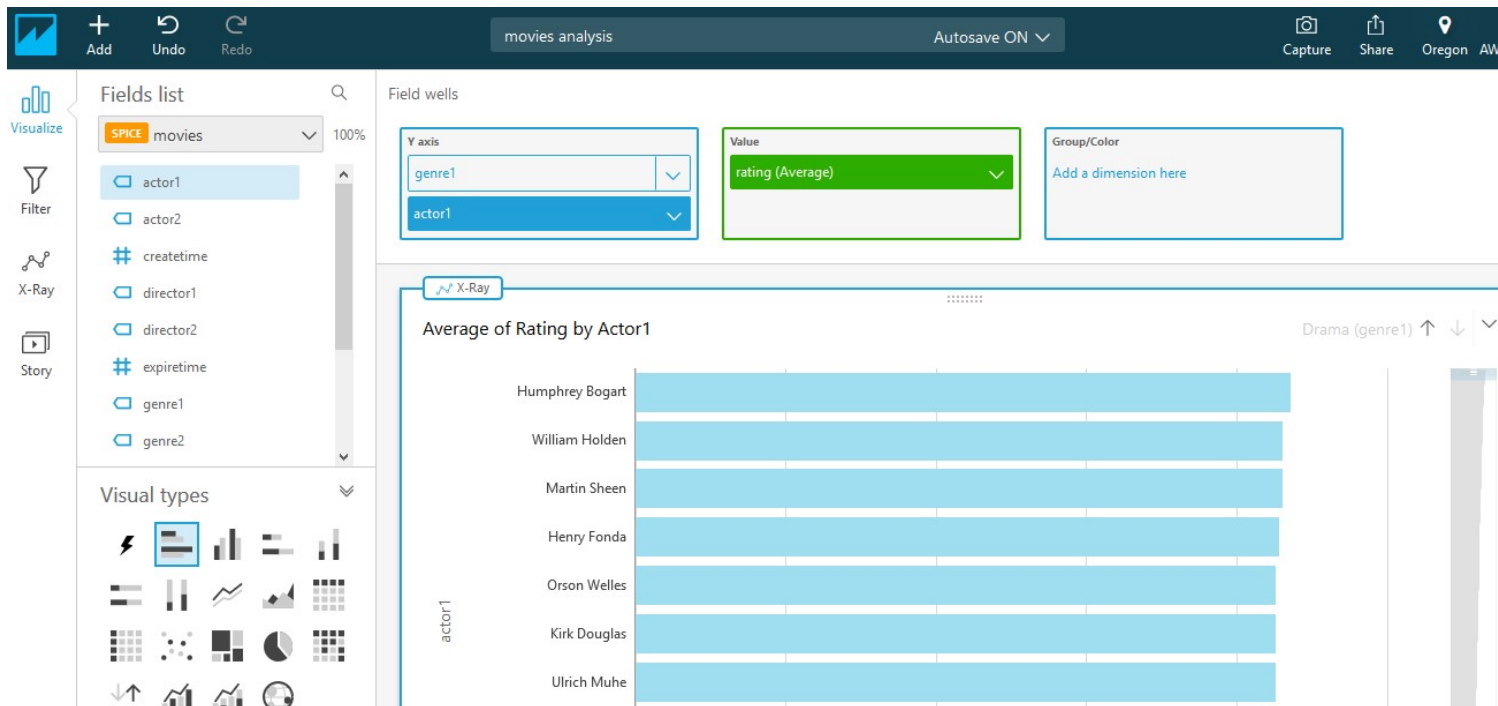 Add
Undo
Redo
movies analysis
Autosave ON
Capture
Share
Oregon
AW
Visualize
Filter
X-Ray
Story
Fields list
SPICE movies
100%
actor1
actor2
createtime
director1
director2
expiretime
genre1
genre2
Visual types
Field wells
Y axis
genre1
actor1
Value
rating (Average)
Group/Color
Add a dimension here
X-Ray
Average of Rating by Actor1
Drama (genre1)
Humphrey Bogart
William Holden
Martin Sheen
Henry Fonda
Orson Welles
Kirk Douglas
Ulrich Muhe
actor1